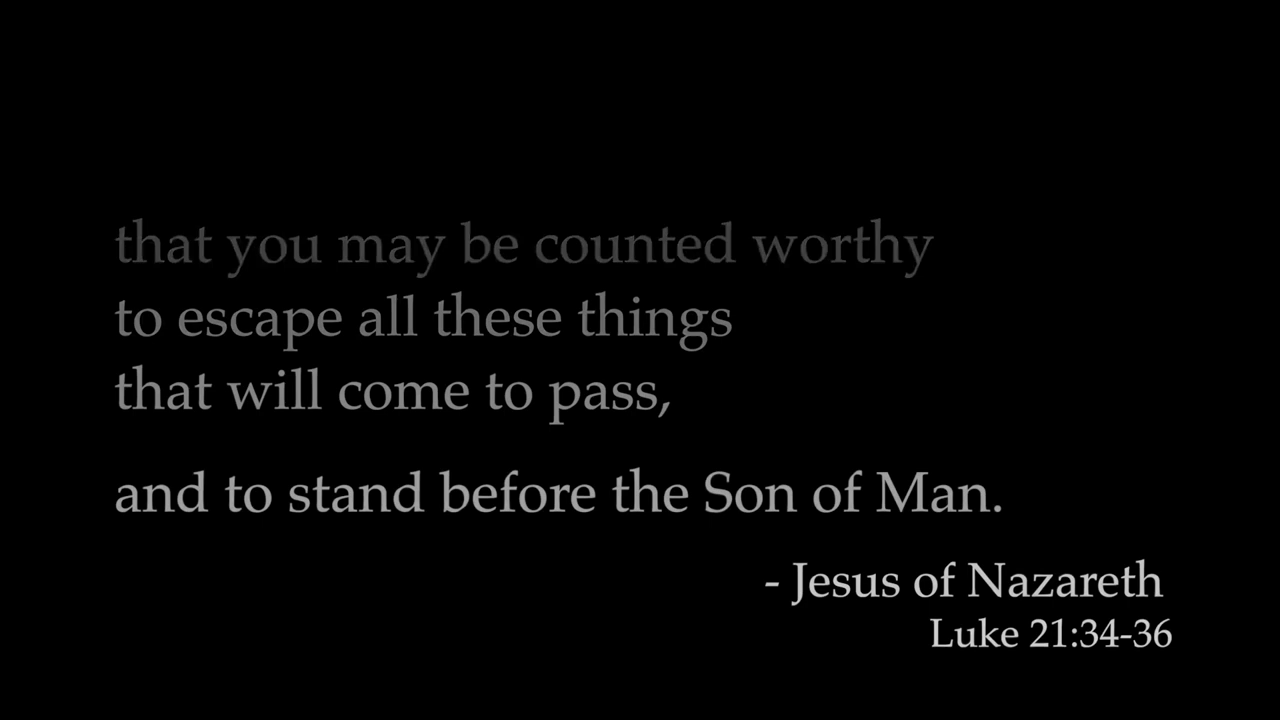 that you may be counted worthy
to escape all these things
that will come to pass,
and to stand before the Son of Man.
- Jesus of Nazareth
Luke 21:34-36